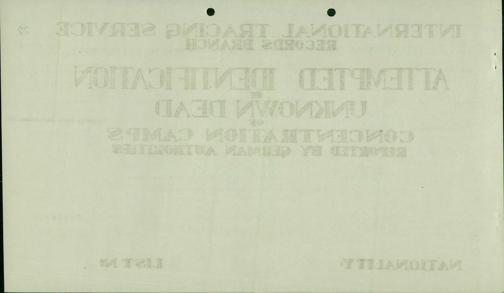 INTERNATIONAL TRACING SERVICE
RECORDS BRANCH
ATTEMPTED IDENTIFICATION
OF
UNKNOWN DEAD
OF
CONCENTRATION CAMPS
REPORTED BY GERMAN AUTHORITIES
NATIONALITY
LIST No